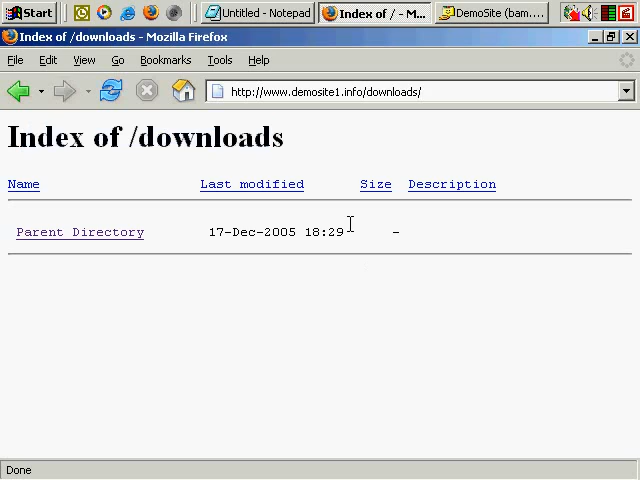 Start
Untitled - Notepad
Index of / - M...
DemoSite (bam....
Index of /downloads - Mozilla Firefox
File Edit View Go Bookmarks Tools Help
http://www.demosite1.info/downloads/
Index of /downloads
Name Last modified Size Description
Parent Directory 17-Dec-2005 18:29 -
Done